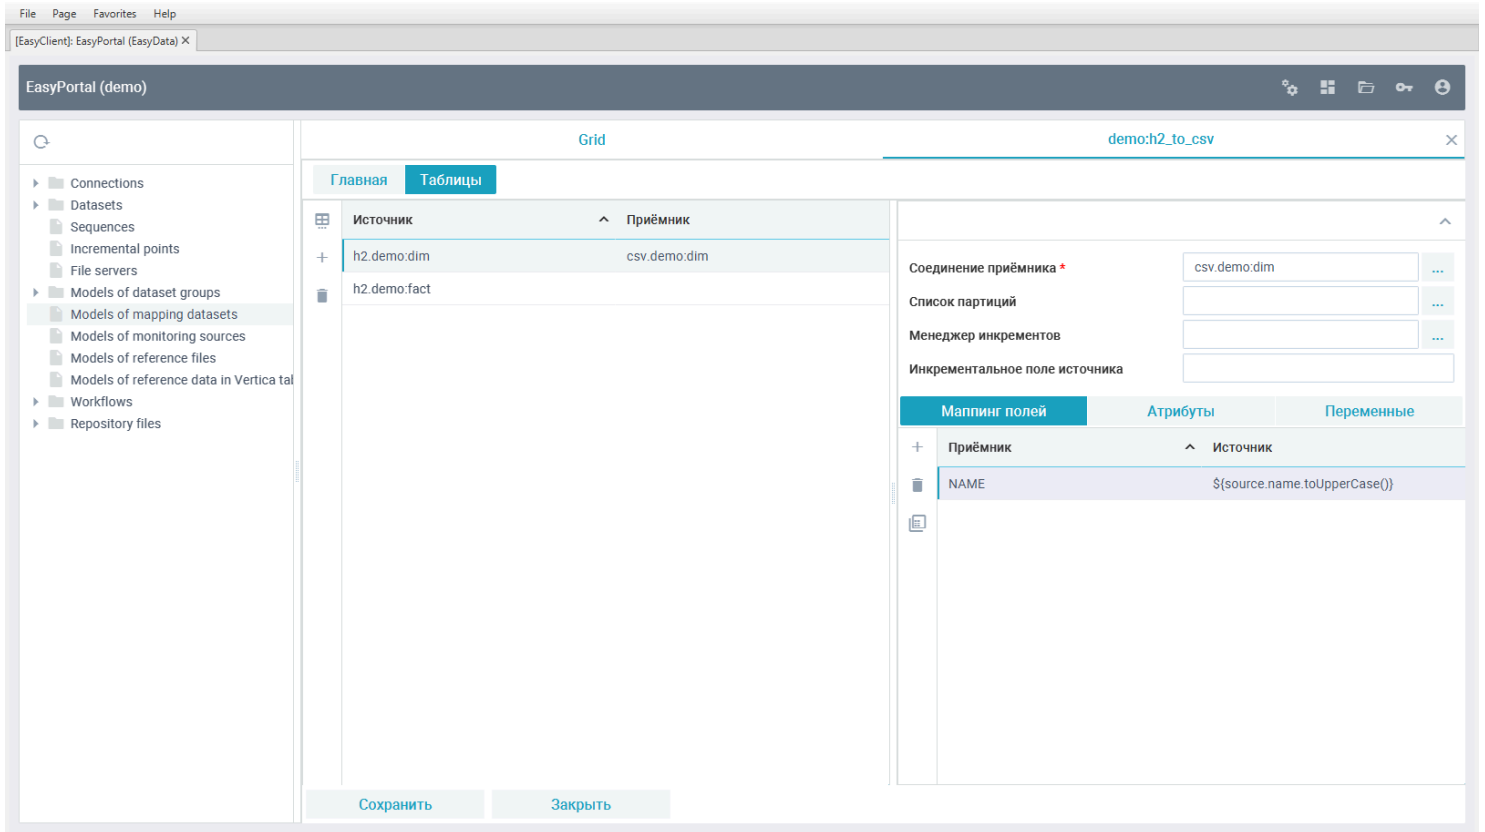 File Page Favorites Help
[EasyClient]: EasyPortal (EasyData) ×
EasyPortal (demo)
Grid
demo:h2_to_csv
Connections
Datasets
Sequences
Incremental points
File servers
Models of dataset groups
Models of mapping datasets
Models of monitoring sources
Models of reference files
Models of reference data in Vertica tal
Workflows
Repository files
Главная Таблицы
Источник Приёмник
h2.demo:dim csv.demo:dim
h2.demo:fact
Соединение приёмника * csv.demo:dim ...
Список партиций ...
Менеджер инкрементов ...
Инкрементальное поле источника
Маппинг полей Атрибуты Переменные
Приёмник Источник
NAME ${source.name.toUpperCase()}
Сохранить Закрыть